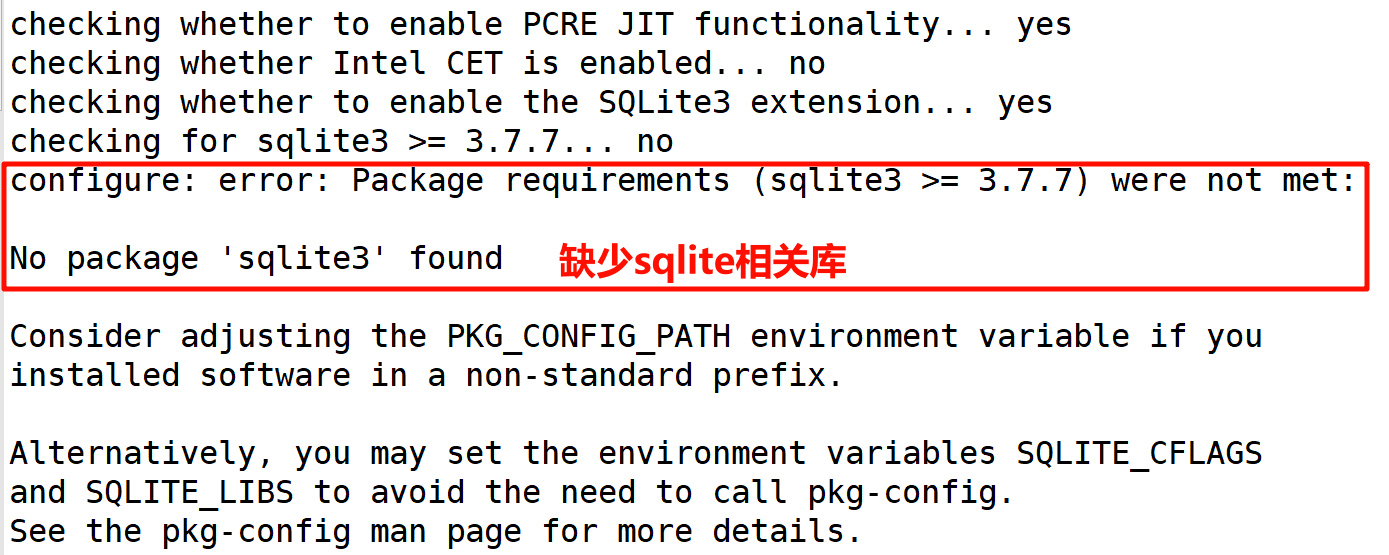 checking whether to enable PCRE JIT functionality... yes
checking whether Intel CET is enabled... no
checking whether to enable the SQLite3 extension... yes
checking for sqlite3 >= 3.7.7... no
configure: error: Package requirements (sqlite3 >= 3.7.7) were not met:
No package 'sqlite3' found 缺少sqlite相关库
Consider adjusting the PKG_CONFIG_PATH environment variable if you
installed software in a non-standard prefix.
Alternatively, you may set the environment variables SQLITE_CFLAGS
and SQLITE_LIBS to avoid the need to call pkg-config.
See the pkg-config man page for more details.